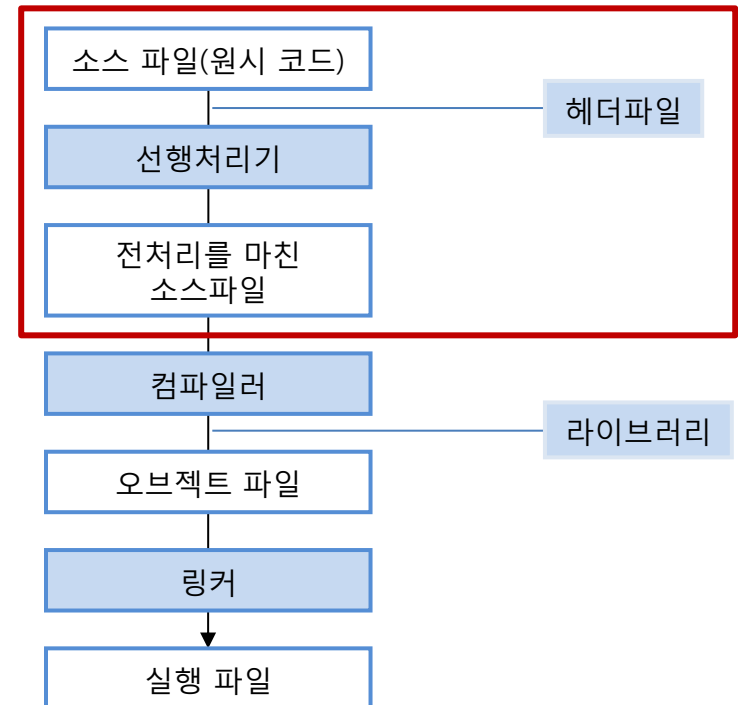 소스 파일(원시 코드)
헤더파일
선행처리기
전처리를 마친
소스파일
컴파일러
라이브러리
오브젝트 파일
링커
실행 파일